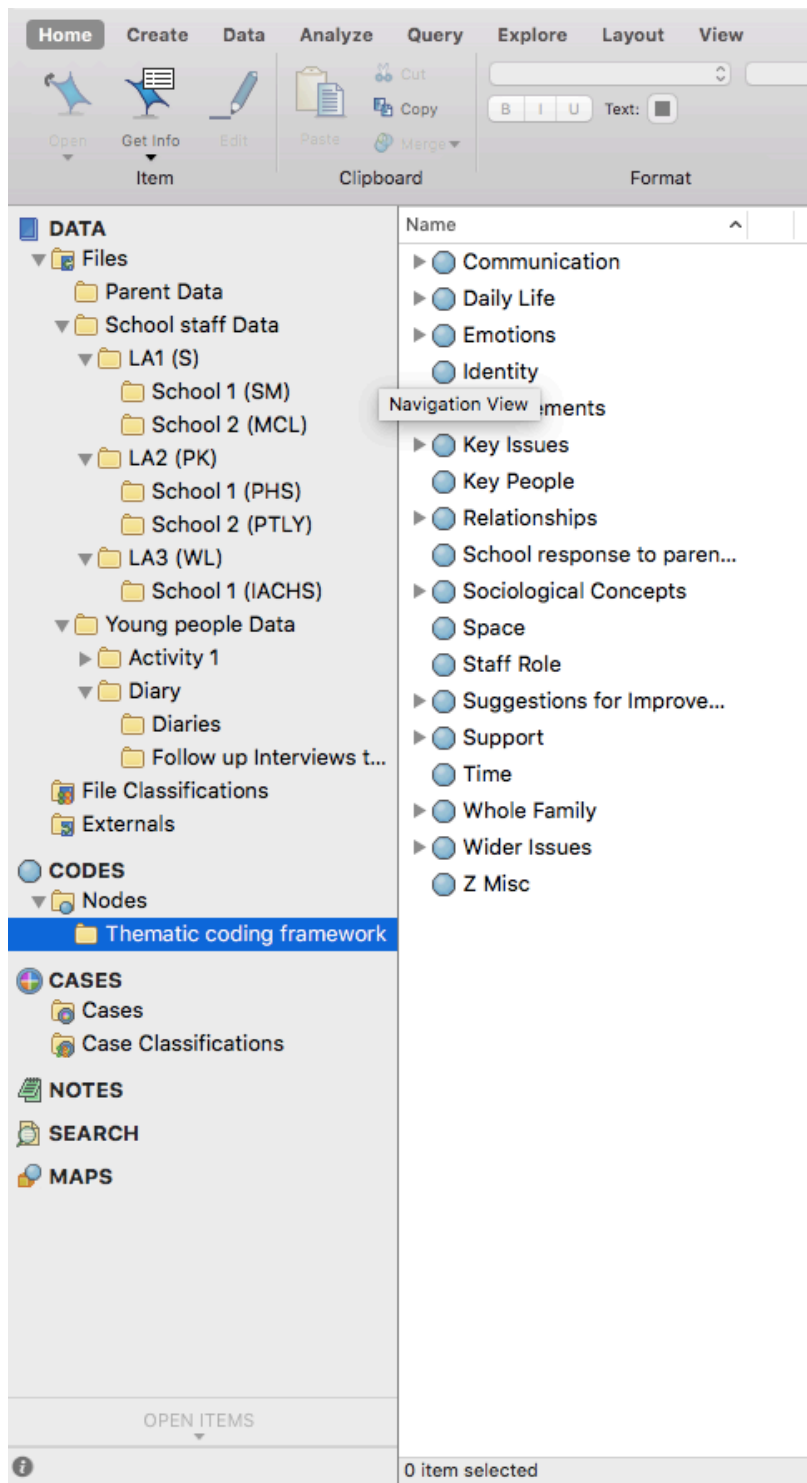 Home Create Data Analyze Query Explore Layout View
Cut
Copy
B I U Text:
Open Get Info Edit Paste Merge
Item Clipboard Format
DATA
Files
Parent Data
School staff Data
LA1 (S)
School 1 (SM)
School 2 (MCL)
LA2 (PK)
School 1 (PHS)
School 2 (PTLY)
LA3 (WL)
School 1 (IACHS)
Young people Data
Activity 1
Diary
Diaries
Follow up Interviews t...
File Classifications
Externals
CODES
Nodes
Thematic coding framework
CASES
Cases
Case Classifications
NOTES
SEARCH
MAPS
OPEN ITEMS
Name
Communication
Daily Life
Emotions
Identity
Navigation View
ements
Key Issues
Key People
Relationships
School response to paren...
Sociological Concepts
Space
Staff Role
Suggestions for Improve...
Support
Time
Whole Family
Wider Issues
Z Misc
0 item selected